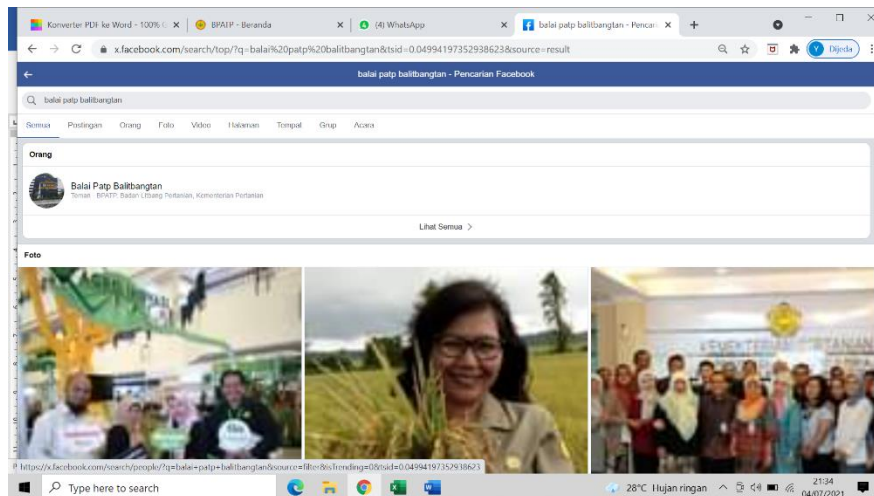 Konverter PDF ke Word - 100% G
BPATP - Beranda
(4) WhatsApp
balai patp balitbangtan - Pencari
x.facebook.com/search/top/?q=balai%20patp%20balitbangtan&tsid=0.04994197352938623&source=result
Dijeda
balai patp balitbangtan - Pencarian Facebook
balai patp balitbangtan
Semua Postingan Orang Foto Video Halaman Tempat Grup Acara
Orang
Balai Patp Balitbangtan
Teman · BPATP: Badan Litbang Pertanian, Kementerian Pertanian
Lihat Semua >
Foto
KEMENTERIAN PERTANIAN
https://x.facebook.com/search/people/?q=balai+patp+balitbangtan&source=filter&isTrending=0&tsid=0.04994197352938623
Type here to search
28°C Hujan ringan
21:34
04/07/2021